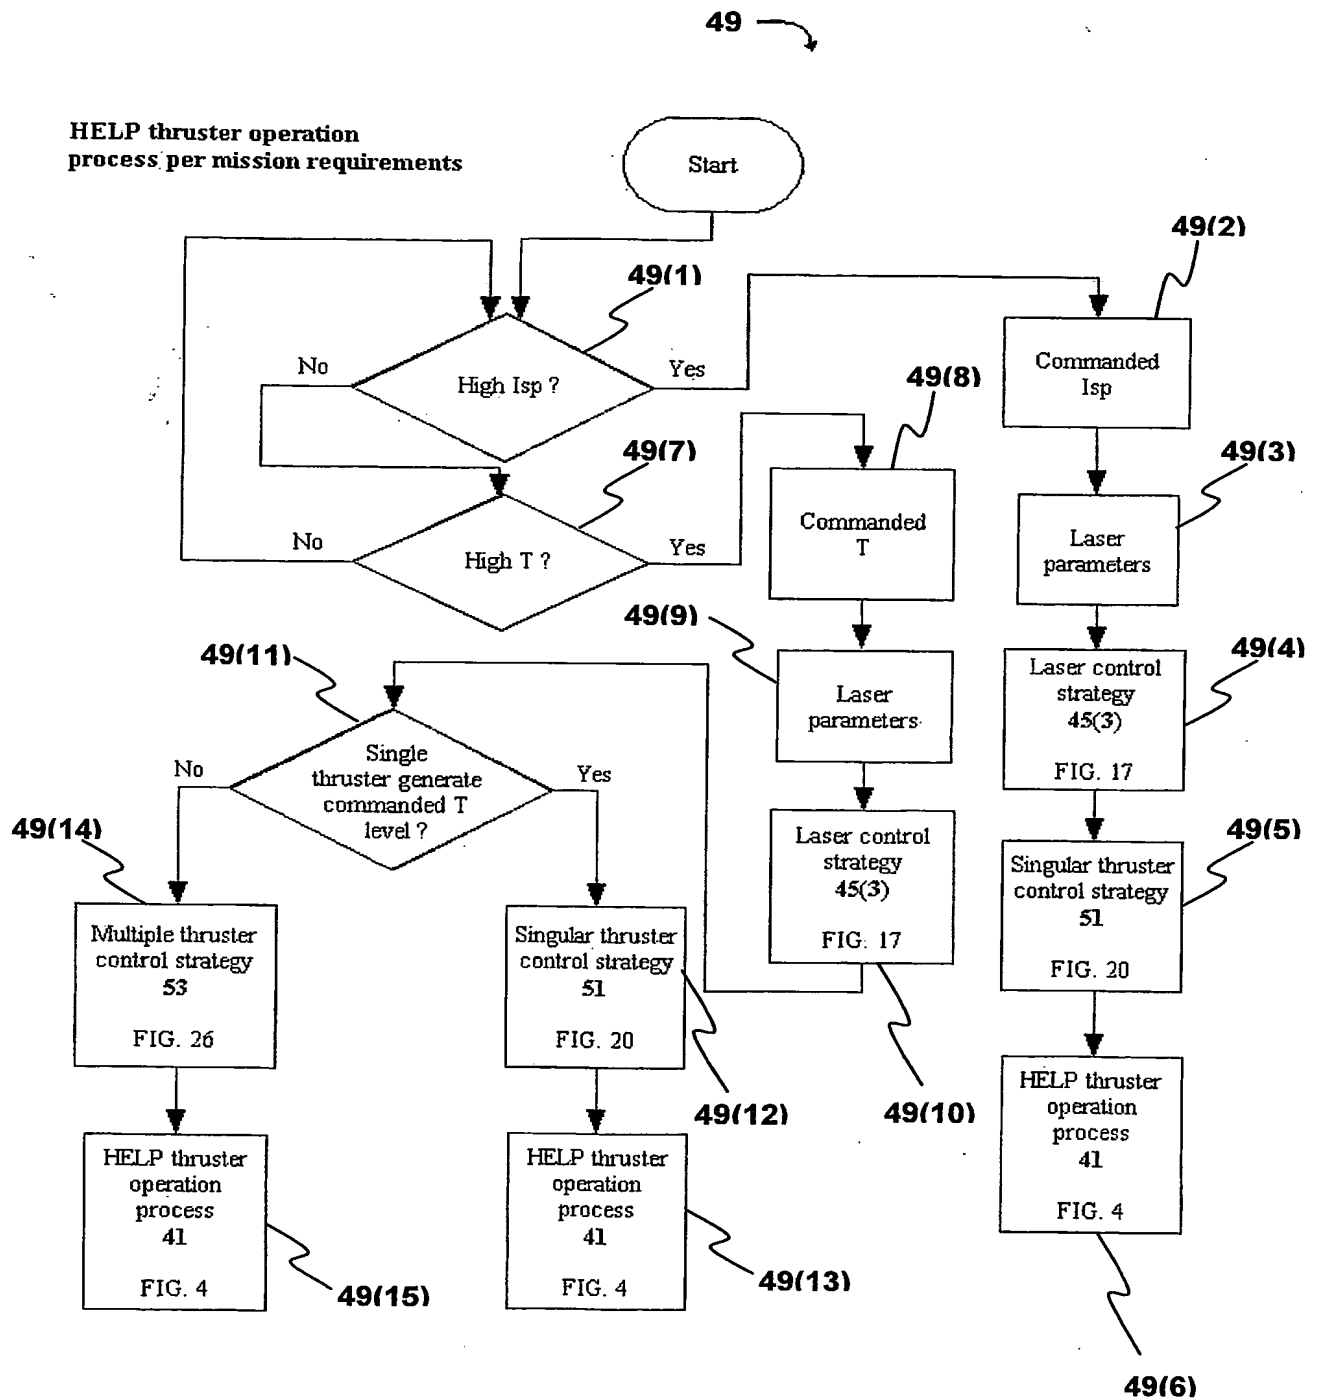 49
HELP thruster operation
process per mission requirements
Start
49(2)
49(1)
No
High Isp ?
Yes
Commanded
Isp
49(8)
49(7)
49(3)
No
High T ?
Yes
Commanded
T
Laser
parameters
49(9)
49(11)
49(4)
Laser
parameters
Laser control
strategy
45(3)
FIG. 17
Single
thruster generate
commanded T
level ?
No
Yes
49(14)
49(5)
Laser control
strategy
45(3)
FIG. 17
Singular thruster
control strategy
51
FIG. 20
Multiple thruster
control strategy
53
FIG. 26
Singular thruster
control strategy
51
FIG. 20
49(12)
49(10)
HELP thruster
operation
process
41
FIG. 4
HELP thruster
operation
process
41
FIG. 4
HELP thruster
operation
process
41
FIG. 4
49(15)
49(13)
49(6)